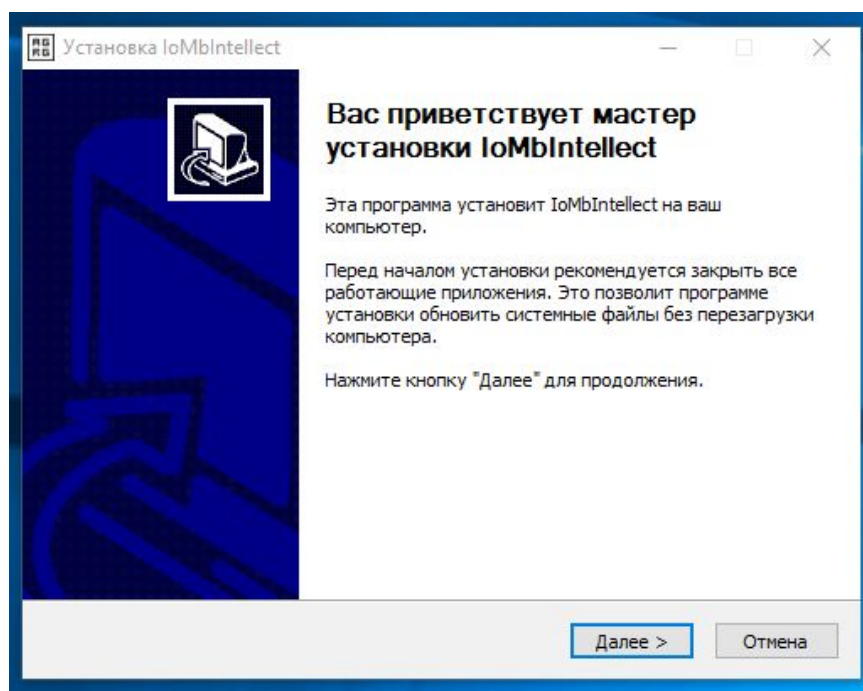 Установка IoMbIntellect
Вас приветствует мастер
установки IoMbIntellect
Эта программа установит IoMbIntellect на ваш
компьютер.
Перед началом установки рекомендуется закрыть все
работающие приложения. Это позволит программе
установки обновить системные файлы без перезагрузки
компьютера.
Нажмите кнопку "Далее" для продолжения.
Далее >
Отмена